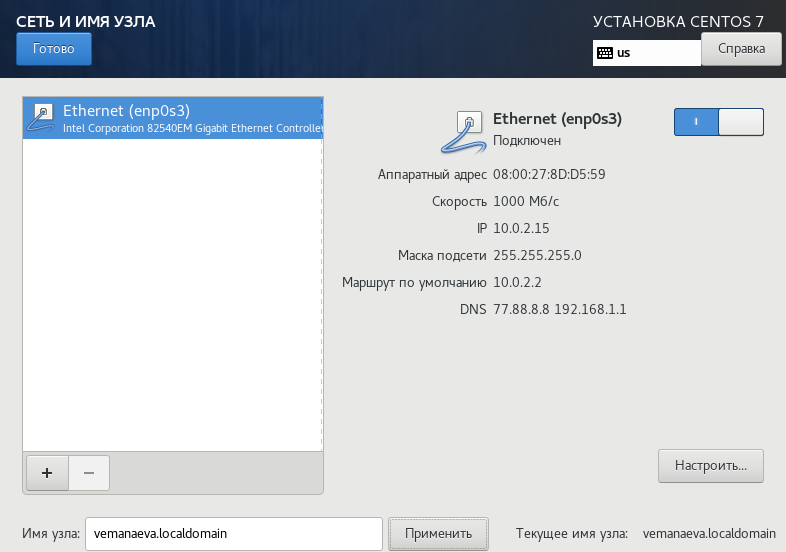 СЕТЬ И ИМЯ УЗЛА
УСТАНОВКА CENTOS 7
Готово
us
Справка
Ethernet (enp0s3)
Intel Corporation 82540EM Gigabit Ethernet Controller
Ethernet (enp0s3)
Подключен
Аппаратный адрес 08:00:27:8D:D5:59
Скорость 1000 Мб/с
IP 10.0.2.15
Маска подсети 255.255.255.0
Маршрут по умолчанию 10.0.2.2
DNS 77.88.8.8 192.168.1.1
+ −
Настроить...
Имя узла: vemanaeva.localdomain Применить Текущее имя узла: vemanaeva.localdomain